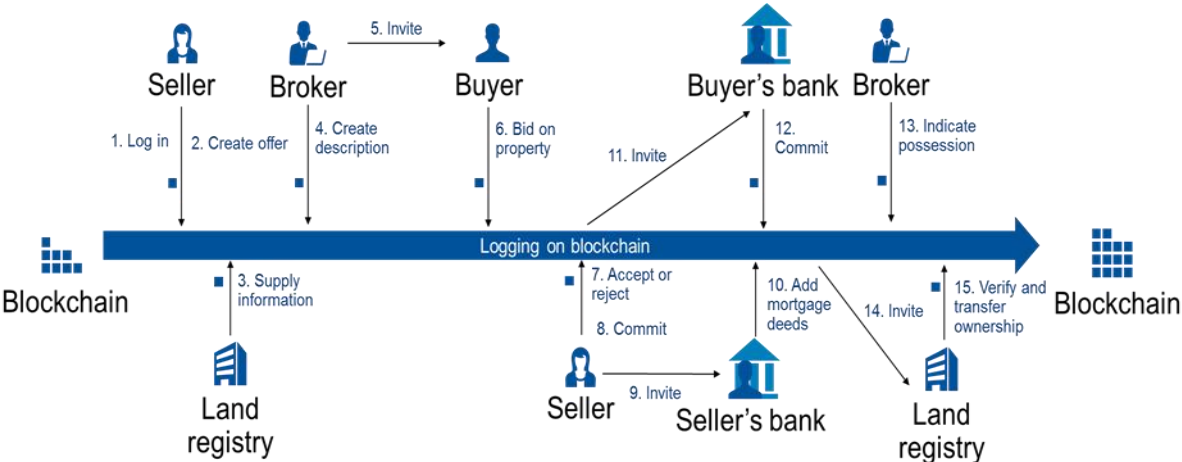 5. Invite
Seller
Broker
Buyer
Buyer's bank
Broker
1. Log in
2. Create offer
4. Create
description
6. Bid on
property
11. Invite
12.
Commit
13. Indicate
possession
Logging on blockchain
Blockchain
3. Supply
information
7. Accept or
reject
8. Commit
10. Add
mortgage
deeds
14. Invite
15. Verify and
transfer
ownership
Blockchain
9. Invite
Land
registry
Seller
Seller's bank
Land
registry